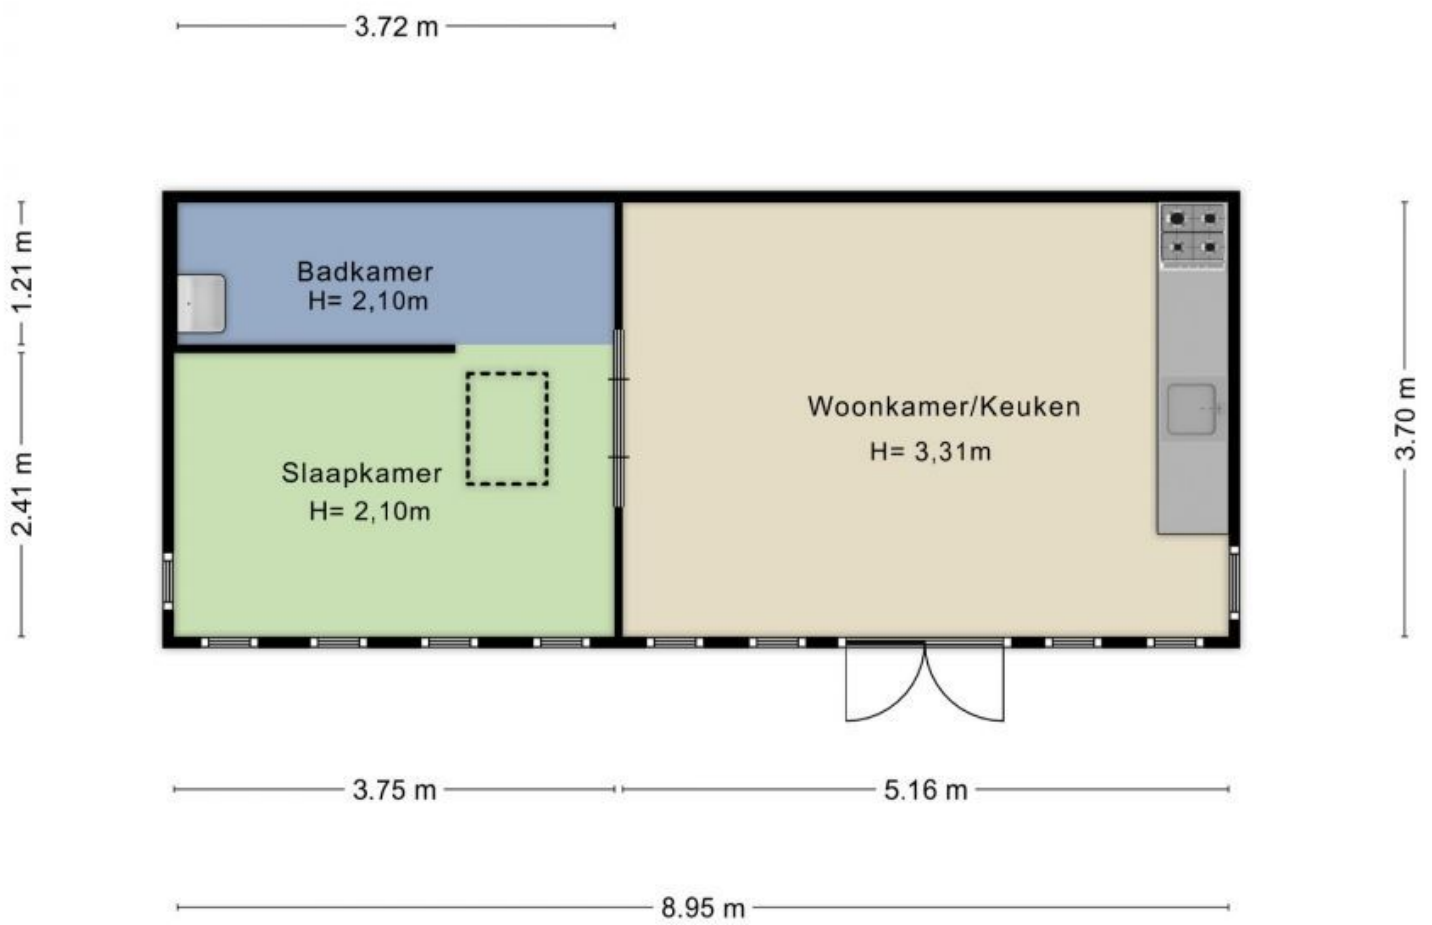 3.72 m
1.21 m
Badkamer
H= 2,10m
Woonkamer/Keuken
H= 3,31m
3.70 m
2.41 m
Slaapkamer
H= 2,10m
3.75 m
5.16 m
8.95 m